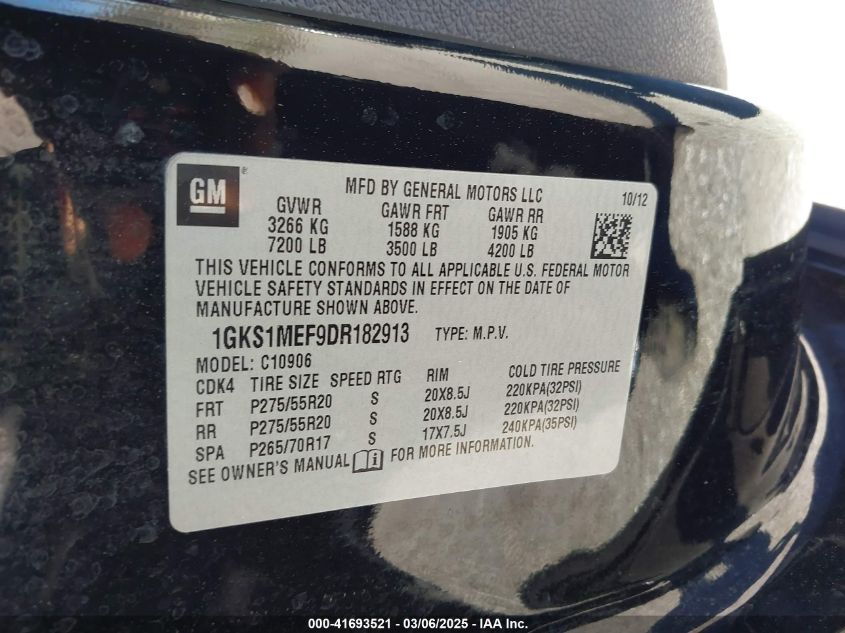 GM
MFD BY GENERAL MOTORS LLC
10/12
GVWR GAWR FRT GAWR RR
3266 KG 1588 KG 1905 KG
7200 LB 3500 LB 4200 LB
THIS VEHICLE CONFORMS TO ALL APPLICABLE U.S. FEDERAL MOTOR
VEHICLE SAFETY STANDARDS IN EFFECT ON THE DATE OF
MANUFACTURE SHOWN ABOVE.
1GKS1MEF9DR182913 TYPE: M.P.V.
MODEL: C10906
CDK4 TIRE SIZE SPEED RTG RIM COLD TIRE PRESSURE
FRT P275/55R20 S 20X8.5J 220KPA(32PSI)
RR P275/55R20 S 20X8.5J 220KPA(32PSI)
SPA P265/70R17 S 17X7.5J 240KPA(35PSI)
SEE OWNER'S MANUAL FOR MORE INFORMATION.
000-41693521 - 03/06/2025 - IAA Inc.